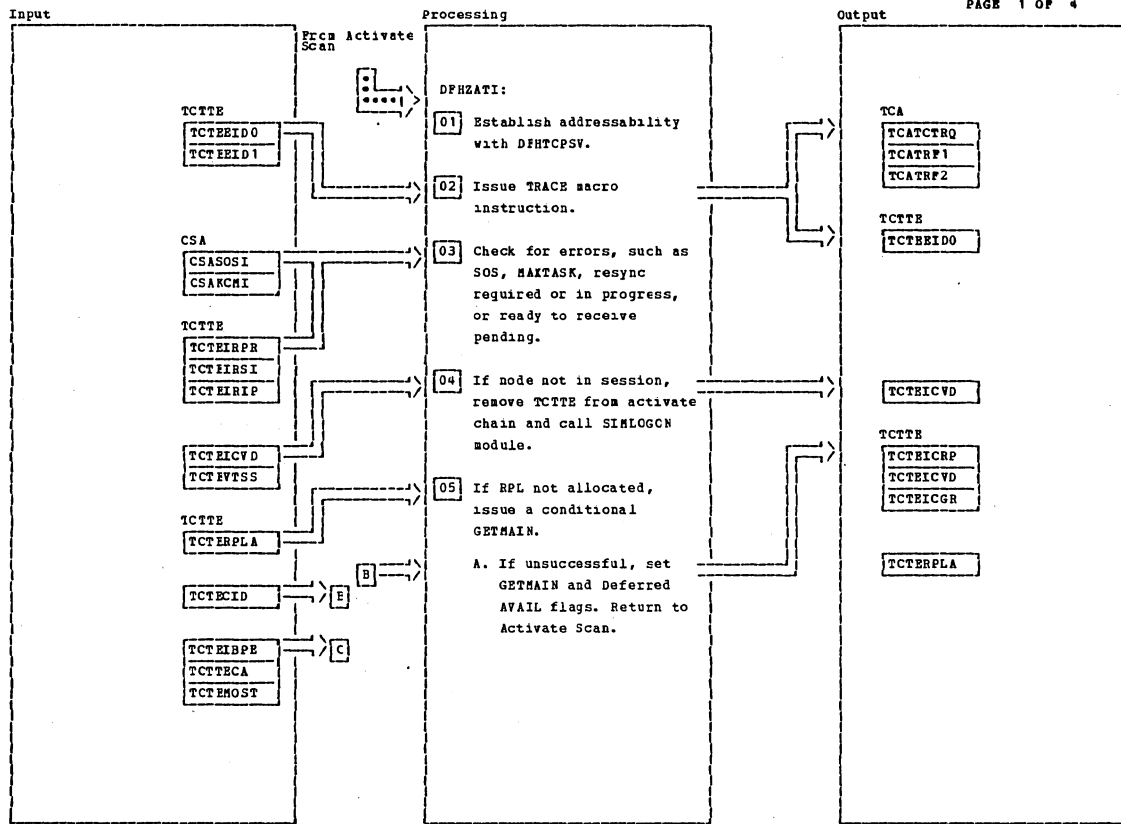 PAGE 1 OF 4
Input
Processing
Output
From Activate
Scan
DFHZATI:
TCTTE
TCTEEID0
TCTEEID1
01 Establish addressability
with DFHTCPSV.
TCA
TCATCTRQ
TCATRF1
TCATRF2
02 Issue TRACE macro
instruction.
TCTTE
TCTEEID0
CSA
CSASOSI
CSAKCMI
03 Check for errors, such as
SOS, MAXTASK, resync
required or in progress,
or ready to receive
pending.
TCTTE
TCTEIRPR
TCTEIRSI
TCTEIRIP
04 If node not in session,
remove TCTTE from activate
chain and call SIMLOGCN
module.
TCTEICVD
TCTEICVD
TCTEVTSS
TCTTE
TCTEICRP
TCTEICVD
TCTEICGR
05 If RPL not allocated,
issue a conditional
GETMAIN.
TCTTE
TCTERPLA
B
A. If unsuccessful, set
GETMAIN and Deferred
AVAIL flags. Return to
Activate Scan.
TCTERPLA
TCTECID
E
TCTEIBPE
TCTTECA
TCTEMOST
C